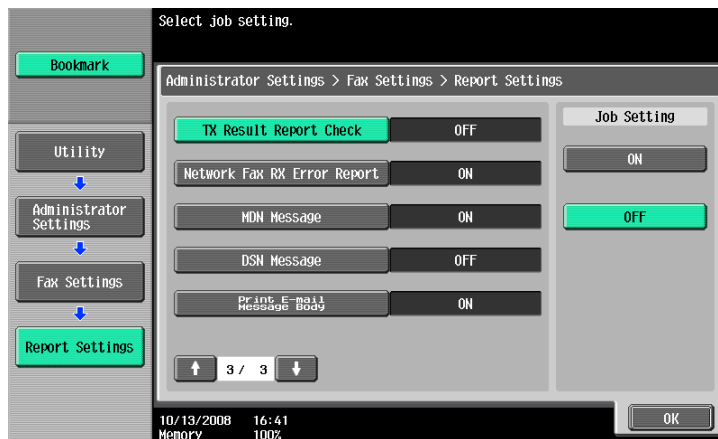 Select job setting.
Bookmark
Administrator Settings > Fax Settings > Report Settings
Utility
Administrator
Settings
Fax Settings
Report Settings
TX Result Report Check OFF
Network Fax RX Error Report ON
MDN Message ON
DSN Message OFF
Print E-mail
Message Body ON
3 / 3
Job Setting
ON
OFF
10/13/2008 16:41
Memory 100%
OK